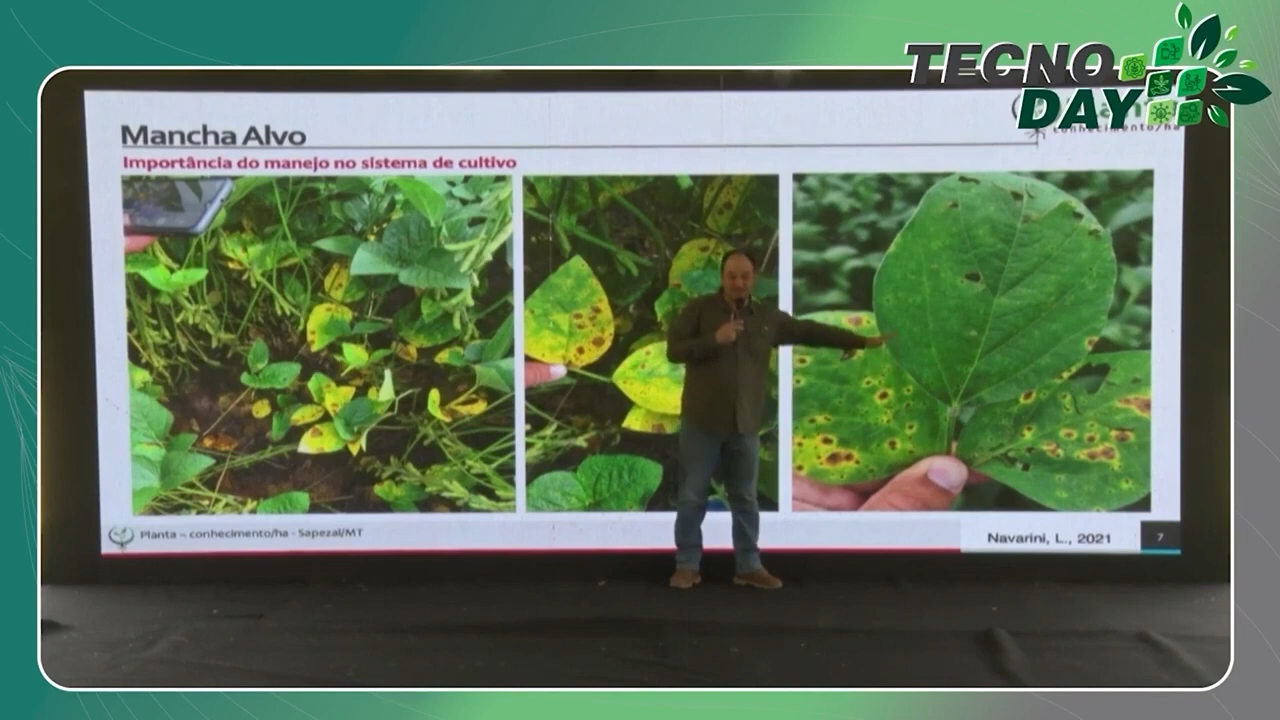 TECNO
DAY
Mancha Alvo
conhecimento/ha
Importância do manejo no sistema de cultivo
Planta - conhecimento/ha - Sapezal/MT
Navarini, L., 2021
7